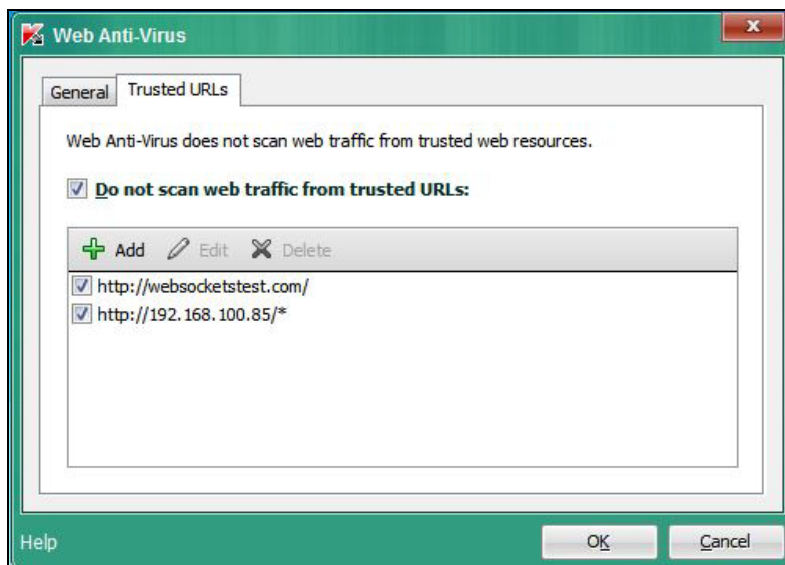 Web Anti-Virus
General
Trusted URLs
Web Anti-Virus does not scan web traffic from trusted web resources.
Do not scan web traffic from trusted URLs:
Add Edit Delete
http://websocketstest.com/
http://192.168.100.85/*
Help
OK
Cancel